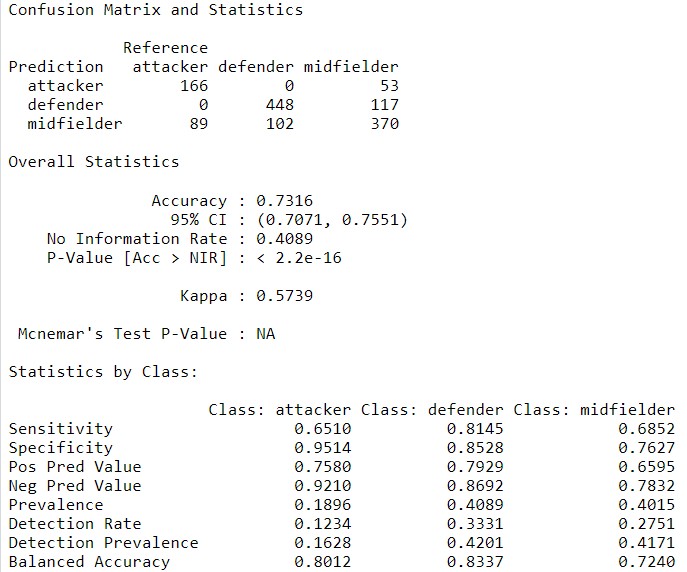 Confusion Matrix and Statistics
Reference
Prediction attacker defender midfielder
attacker 166 0 53
defender 0 448 117
midfielder 89 102 370
Overall Statistics
Accuracy : 0.7316
95% CI : (0.7071, 0.7551)
No Information Rate : 0.4089
P-Value [Acc > NIR] : < 2.2e-16
Kappa : 0.5739
Mcnemar's Test P-Value : NA
Statistics by Class:
Class: attacker Class: defender Class: midfielder
Sensitivity 0.6510 0.8145 0.6852
Specificity 0.9514 0.8528 0.7627
Pos Pred Value 0.7580 0.7929 0.6595
Neg Pred Value 0.9210 0.8692 0.7832
Prevalence 0.1896 0.4089 0.4015
Detection Rate 0.1234 0.3331 0.2751
Detection Prevalence 0.1628 0.4201 0.4171
Balanced Accuracy 0.8012 0.8337 0.7240